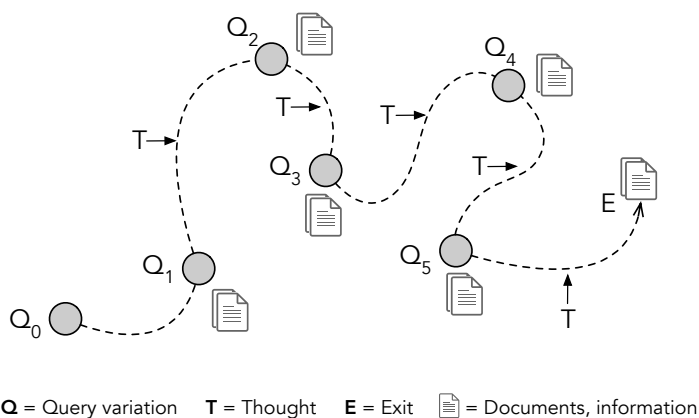 Q2
Q4
T
T
T
Q3
T
E
Q1
Q5
Q0
T
Q = Query variation T = Thought E = Exit = Documents, information